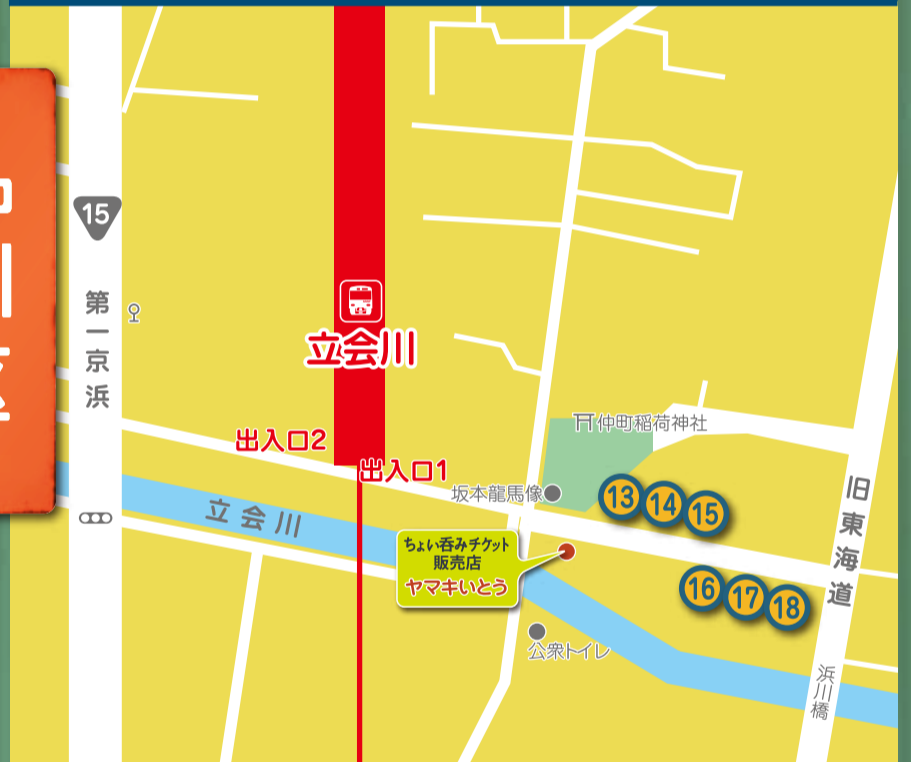 15
第一京浜
立会川
出入口2
出入口1
仲町稲荷神社
坂本龍馬像
13 14 15
旧東海道
立会川
ちょい呑みチケット
販売店
ヤマキいとう
16 17 18
公衆トイレ
浜川橋